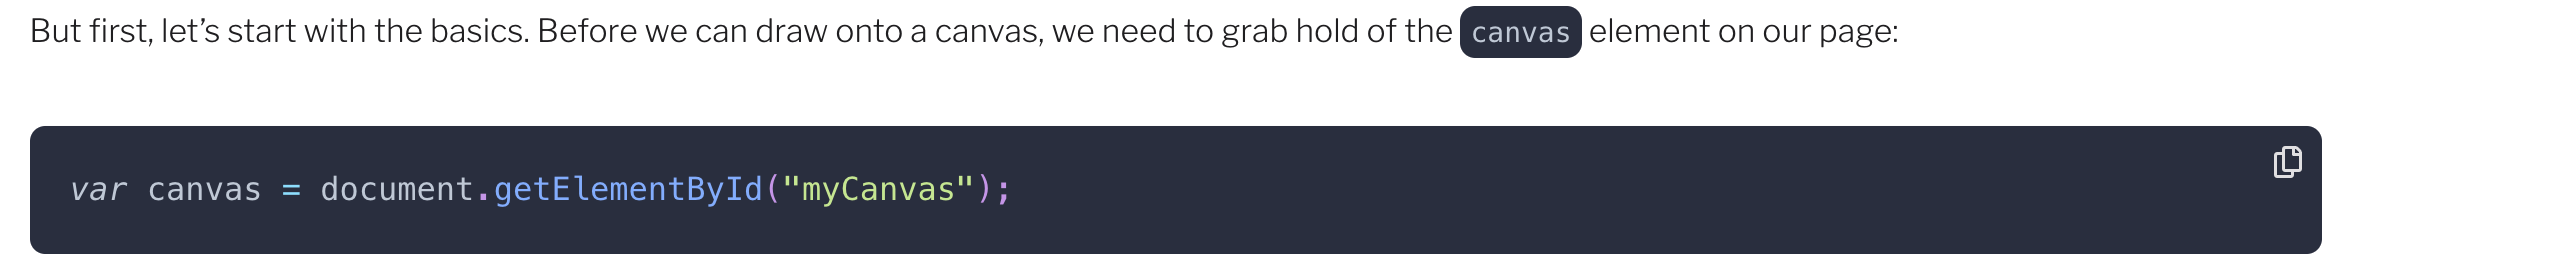 But first, let’s start with the basics. Before we can draw onto a canvas, we need to grab hold of the canvas element on our page:
var canvas = document.getElementById("myCanvas");